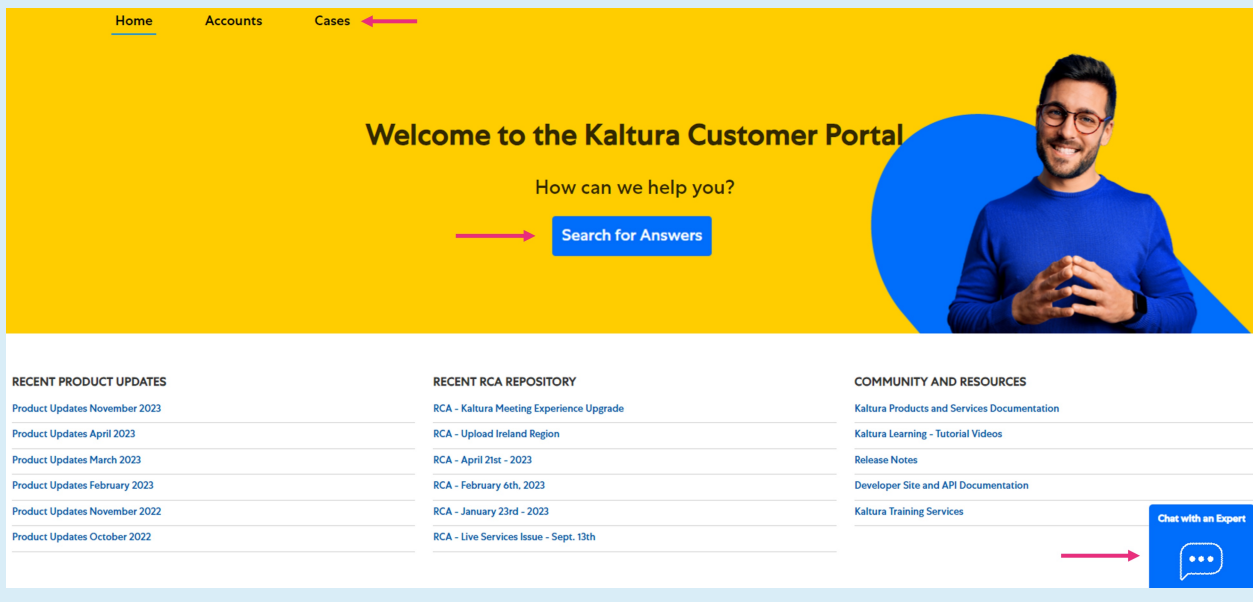 Home Accounts Cases
Welcome to the Kaltura Customer Portal
How can we help you?
Search for Answers
RECENT PRODUCT UPDATES
Product Updates November 2023
Product Updates April 2023
Product Updates March 2023
Product Updates February 2023
Product Updates November 2022
Product Updates October 2022
RECENT RCA REPOSITORY
RCA - Kaltura Meeting Experience Upgrade
RCA - Upload Ireland Region
RCA - April 21st - 2023
RCA - February 6th, 2023
RCA - January 23rd - 2023
RCA - Live Services Issue - Sept. 13th
COMMUNITY AND RESOURCES
Kaltura Products and Services Documentation
Kaltura Learning - Tutorial Videos
Release Notes
Developer Site and API Documentation
Kaltura Training Services
Chat with an Expert